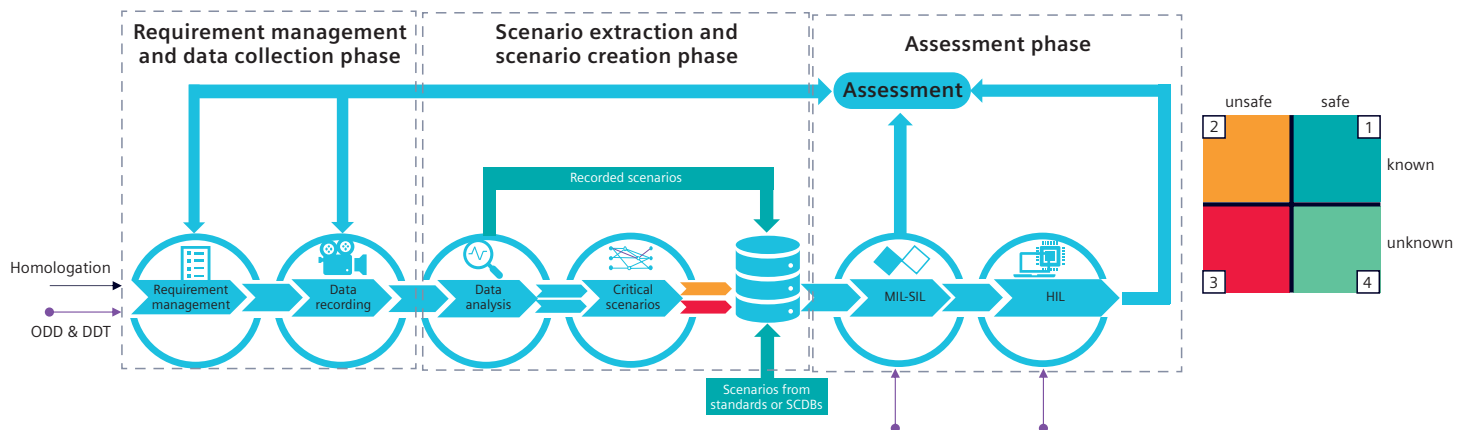 Requirement management
and data collection phase
Scenario extraction and
scenario creation phase
Assessment phase
Assessment
unsafe
safe
2
1
known
unknown
3
4
Recorded scenarios
Homologation
ODD & DDT
Requirement
management
Data
recording
Data
analysis
Critical
scenarios
MIL-SIL
HIL
Scenarios from
standards or SCDBs